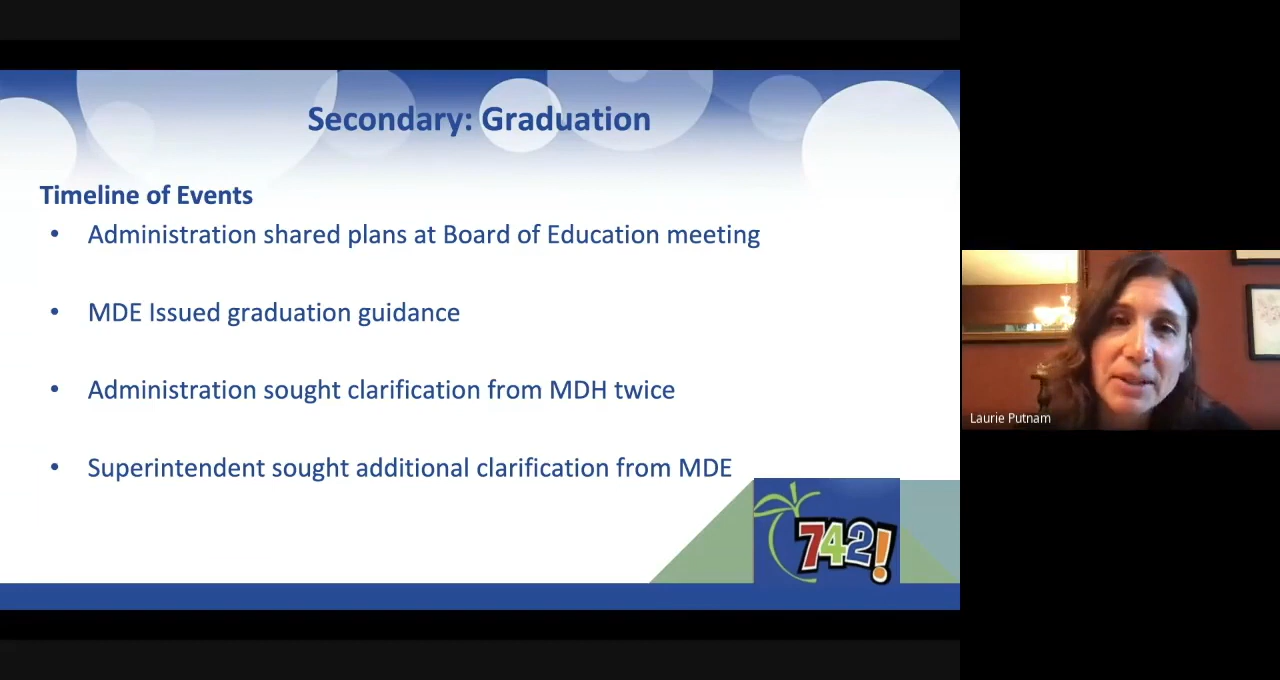 Secondary: Graduation
Timeline of Events
• Administration shared plans at Board of Education meeting
• MDE Issued graduation guidance
• Administration sought clarification from MDH twice
• Superintendent sought additional clarification from MDE
742!
Laurie Putnam